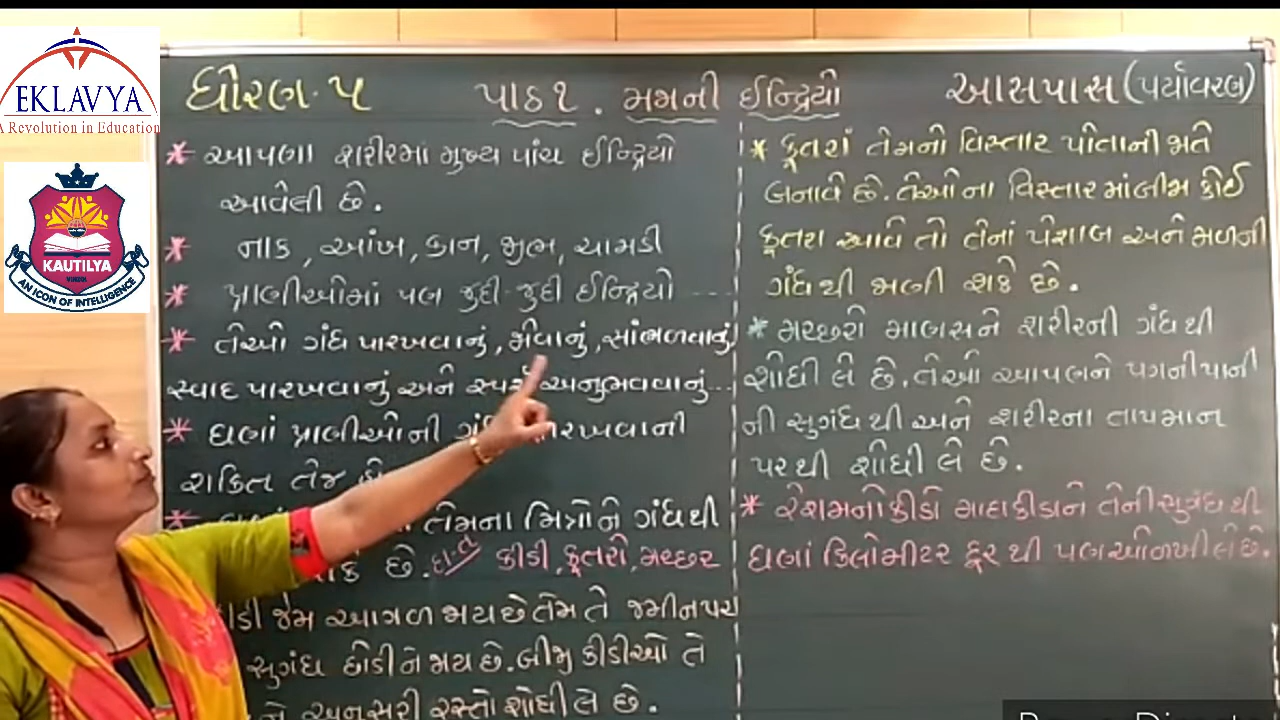 EKLAVYA
A Revolution in Education
KAUTILYA
AN ICON OF INTELLIGENCE
ધોરણ-૫ પાઠ ૧. મઝાની ઈન્દ્રિયો આસપાસ (પર્યાવરણ)
* આપણા શરીરમાં મુખ્ય પાંચ ઈન્દ્રિયો
આવેલી છે.
* નાક, આંખ, કાન, જીભ, ચામડી
* પ્રાણીઓમાં પણ જુદી-જુદી ઈન્દ્રિયો ---
* તેઓ ગંધ પારખવાનું, જોવાનું, સાંભળવાનું,
સ્વાદ પારખવાનું અને સ્પર્શ અનુભવવાનું...
* ઘણાં પ્રાણીઓની
શક્તિ તેજ
તેમના મિત્રોને ગંધથી
છે. દા.ત કીડી, કૂતરો, મચ્છર
જેમ આગળ જાય છે તેમ તે જમીન પર
સુગંધ છોડીને જાય છે. બીજી કીડીઓ તે
અનુસરી રસ્તો શોધી લે છે.
* કૂતરાં તેમનો વિસ્તાર પોતાની જાતે
બનાવે છે. તેઓના વિસ્તારમાં બીજા કોઈ
કૂતરા આવે તો તેનાં પેશાબ અને મળની
ગંધથી જાણી શકે છે.
* મચ્છરો માણસને શરીરની ગંધથી
શોધી લે છે. તેઓ આપણને પગની પાની
ની સુગંધથી અને શરીરના તાપમાન
પરથી શોધી લે છે.
* રેશમનો કીડો માદા કીડાને તેની સુગંધથી
ઘણાં કિલોમીટર દૂરથી પણ ઓળખી લે છે.